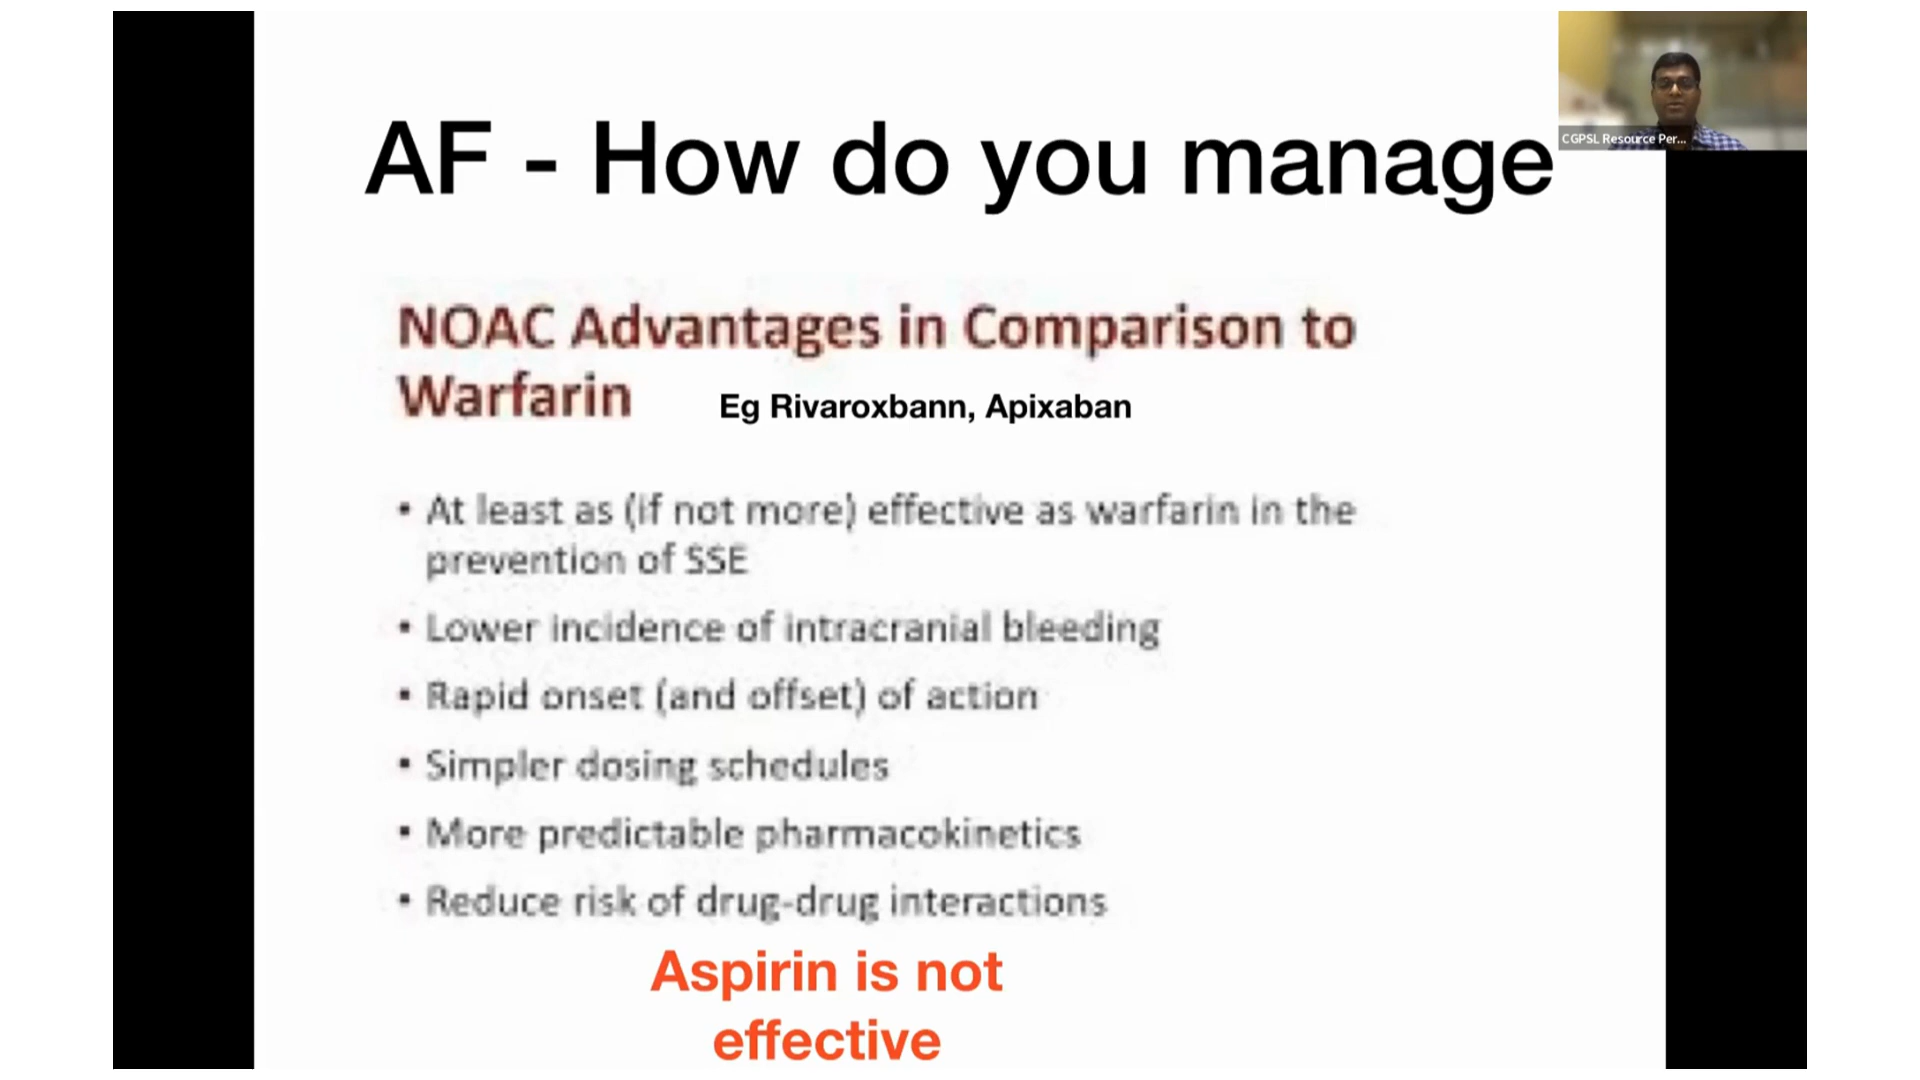 AF - How do you manage
CGPSL Resource Per...
NOAC Advantages in Comparison to
Warfarin
Eg Rivaroxbann, Apixaban
• At least as (if not more) effective as warfarin in the
prevention of SSE
• Lower incidence of intracranial bleeding
• Rapid onset (and offset) of action
• Simpler dosing schedules
• More predictable pharmacokinetics
• Reduce risk of drug-drug interactions
Aspirin is not
effective